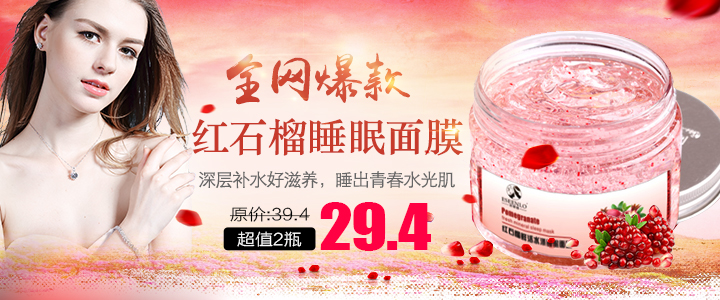 全网爆款
红石榴睡眠面膜
深层补水好滋养，睡出青春水光肌
原价:39.4
超值2瓶
29.4
Pomegranate